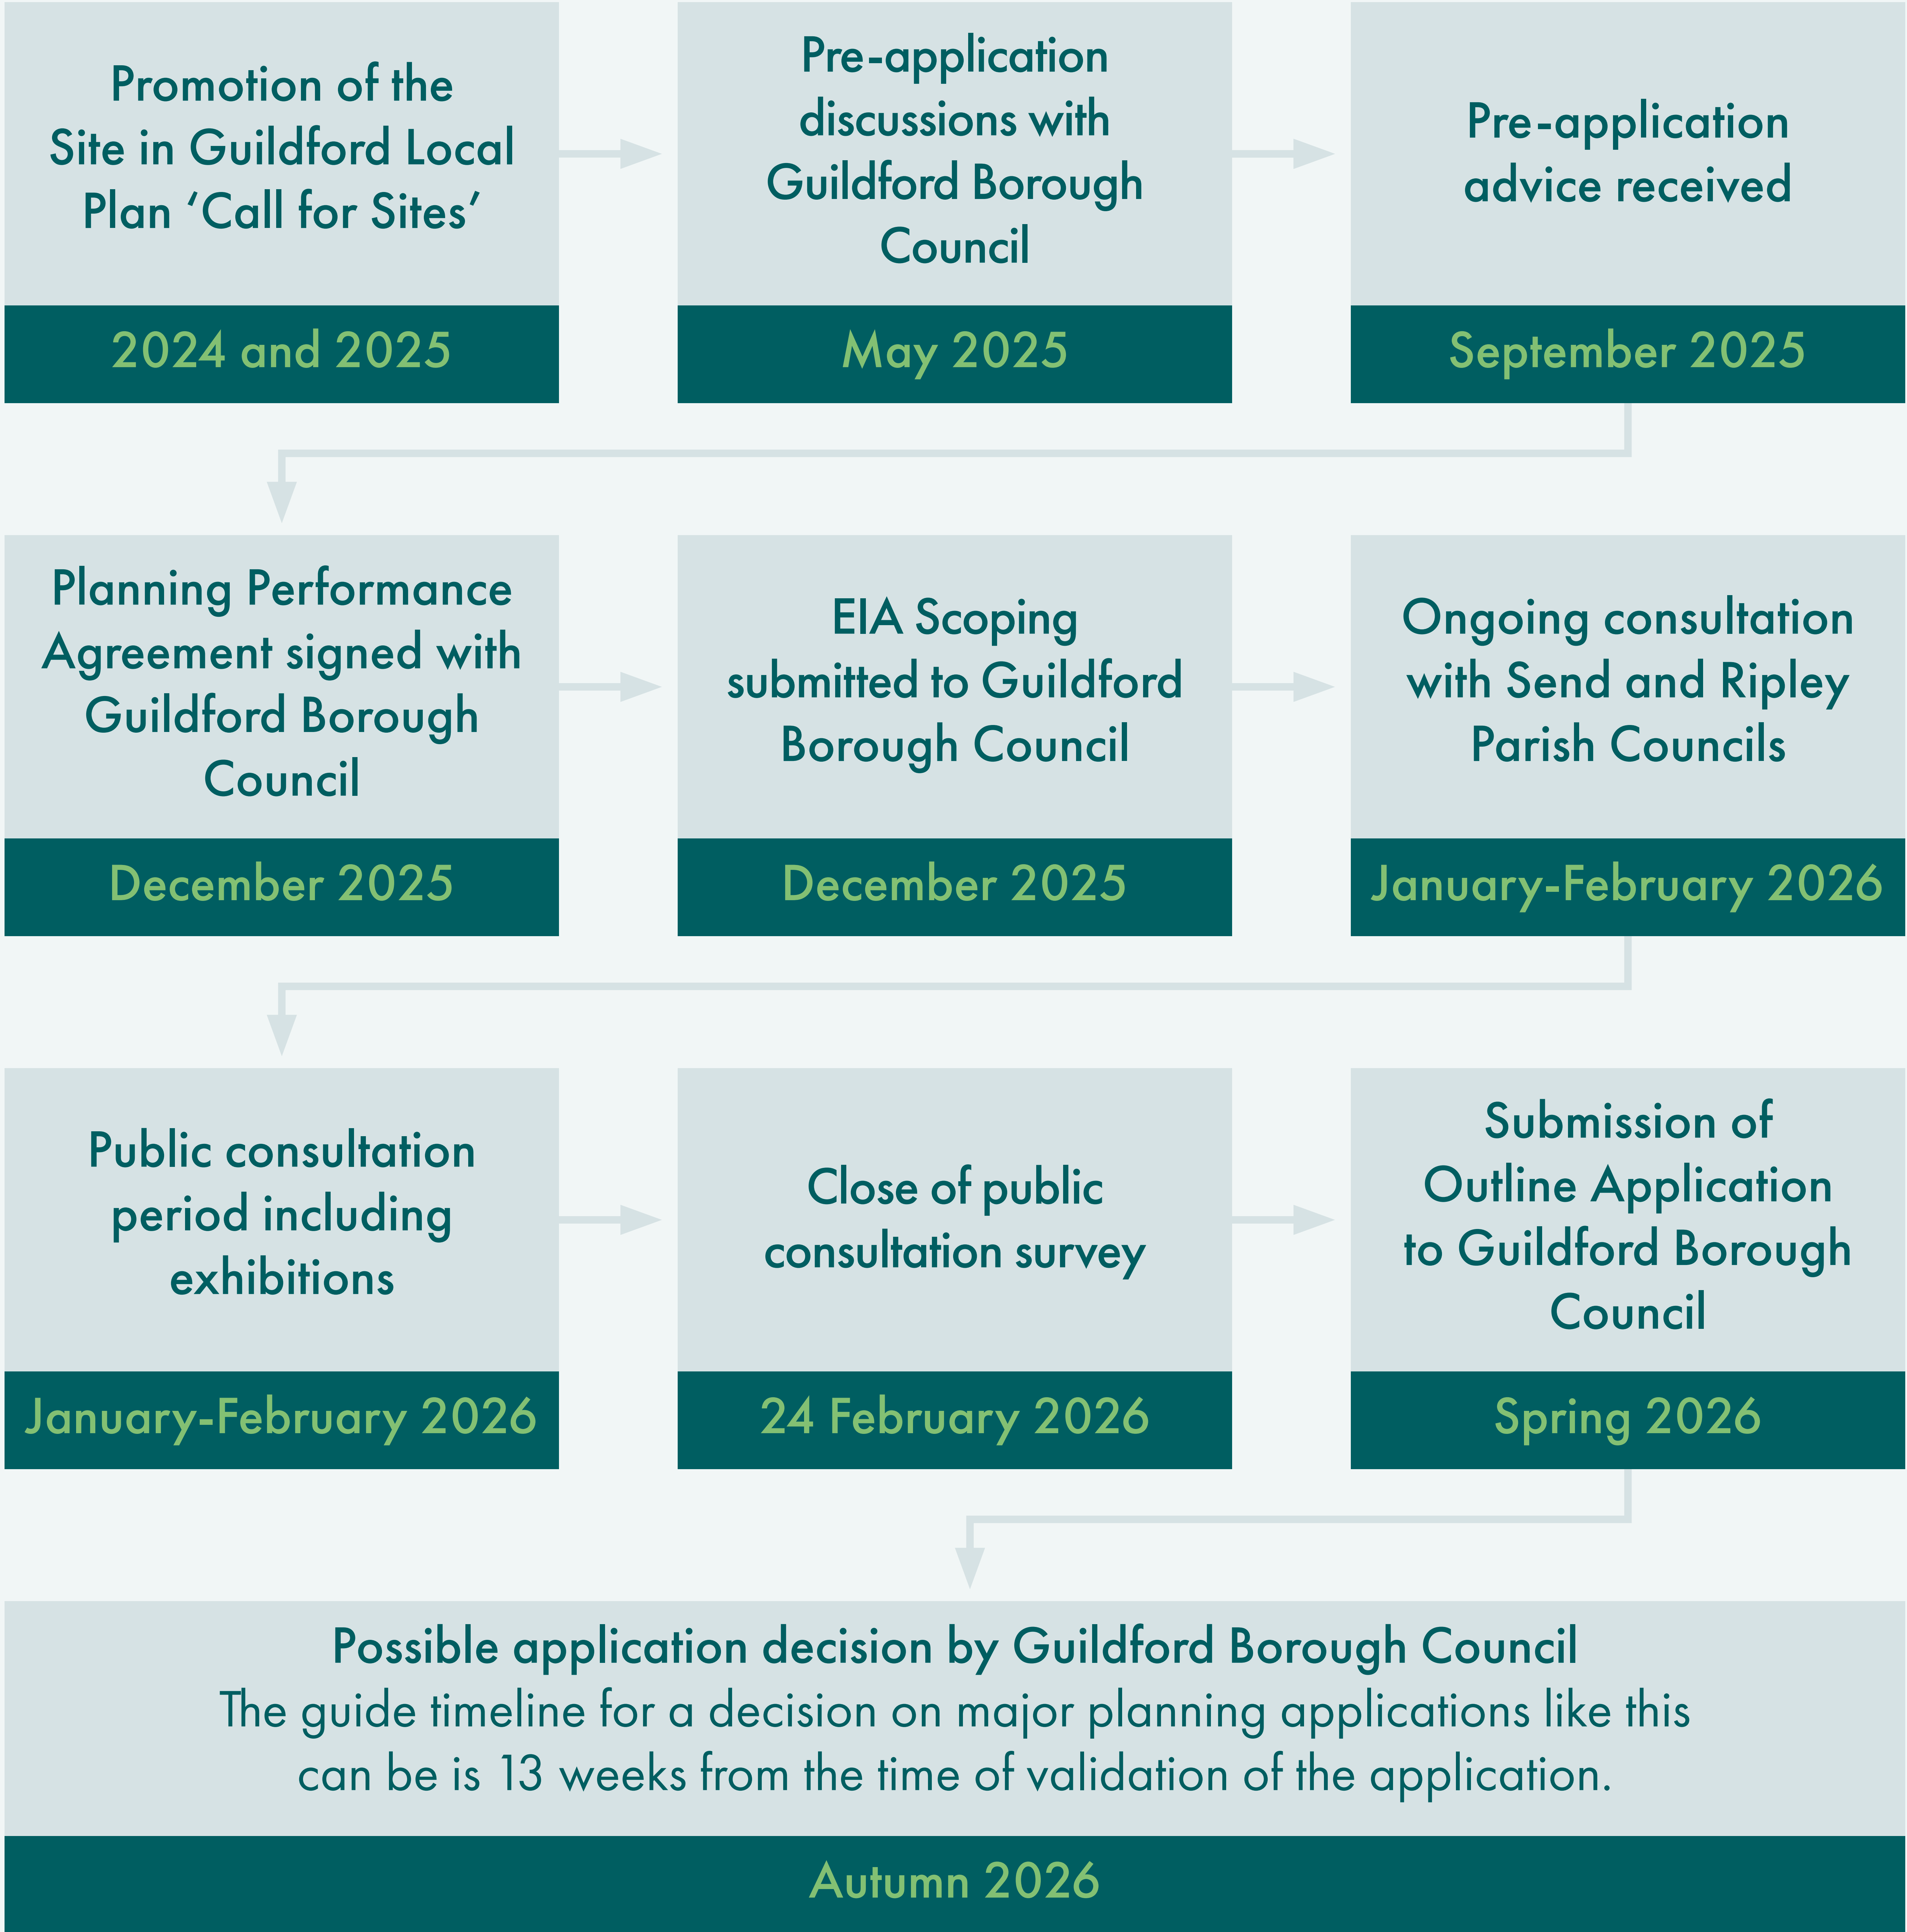 Promotion of the
Site in Guildford Local
Plan ‘Call for Sites’
2024 and 2025
Pre-application
discussions with
Guildford Borough
Council
May 2025
Pre-application
advice received
September 2025
Planning Performance
Agreement signed with
Guildford Borough
Council
December 2025
EIA Scoping
submitted to Guildford
Borough Council
December 2025
Ongoing consultation
with Send and Ripley
Parish Councils
January-February 2026
Public consultation
period including
exhibitions
January-February 2026
Close of public
consultation survey
24 February 2026
Submission of
Outline Application
to Guildford Borough
Council
Spring 2026
Possible application decision by Guildford Borough Council
The guide timeline for a decision on major planning applications like this
can be is 13 weeks from the time of validation of the application.
Autumn 2026